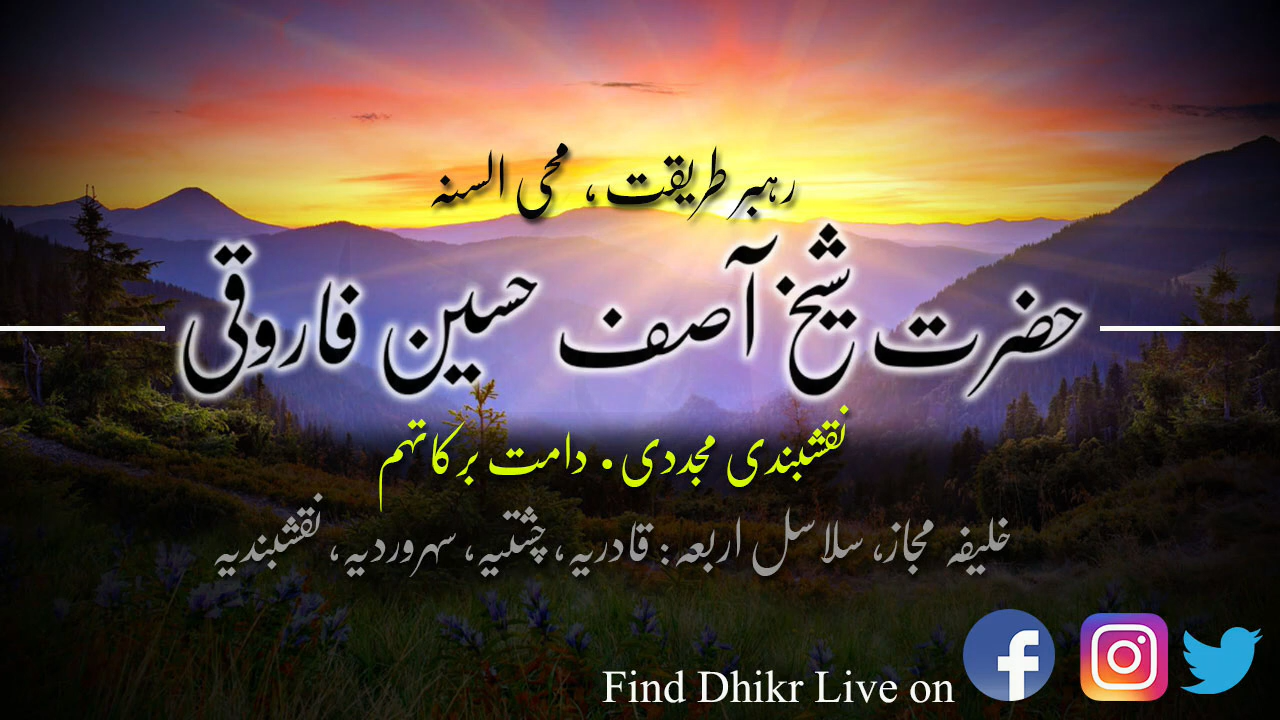 رہبر طریقت ، محی السنہ
حضرت شیخ آصف حسین فاروقی
نقشبندی مجددی . دامت برکاتہم
خلیفہ مجاز، سلاسل اربعہ: قادریہ، چشتیہ، سہروردیہ، نقشبندیہ
Find Dhikr Live on